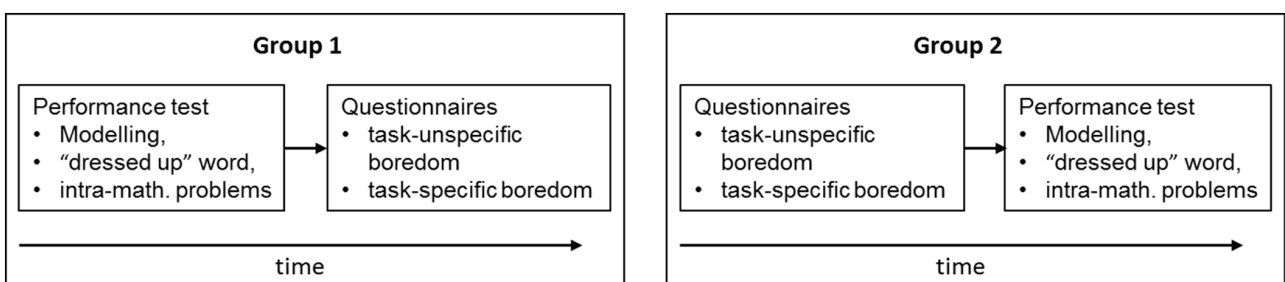 Group 1
Performance test
• Modelling,
• “dressed up” word,
• intra-math. problems
Questionnaires
• task-unspecific
boredom
• task-specific boredom
time
Group 2
Questionnaires
• task-unspecific
boredom
• task-specific boredom
Performance test
• Modelling,
• “dressed up” word,
• intra-math. problems
time